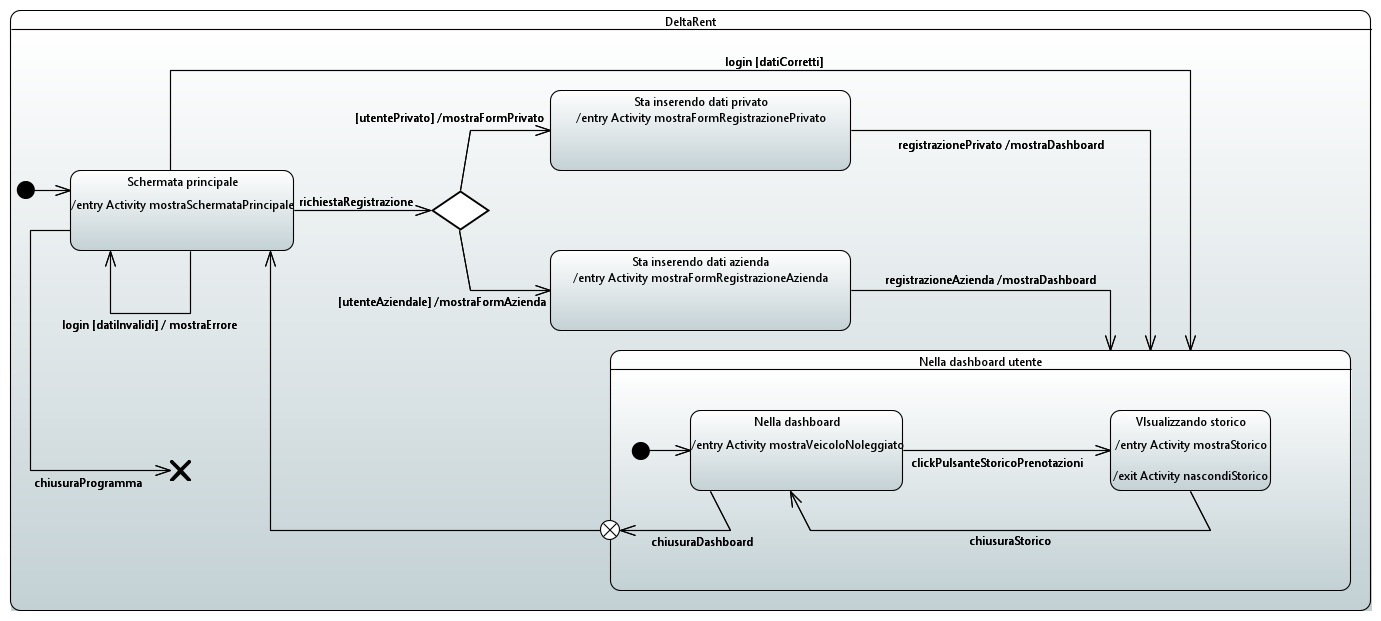 DeltaRent
login [datiCorretti]
Sta inserendo dati privato
/entry Activity mostraFormRegistrazionePrivato
[utentePrivato] /mostraFormPrivato
registrazionePrivato /mostraDashboard
Schermata principale
/entry Activity mostraSchermataPrincipale
richiestaRegistrazione
Sta inserendo dati azienda
/entry Activity mostraFormRegistrazioneAzienda
[utenteAziendale] /mostraFormAzienda
registrazioneAzienda /mostraDashboard
login [datiInvalidi] / mostraErrore
Nella dashboard utente
Nella dashboard
/entry Activity mostraVeicoloNoleggiato
clickPulsanteStoricoPrenotazioni
VIsualizzando storico
/entry Activity mostraStorico
/exit Activity nascondiStorico
chiusuraProgramma
chiusuraDashboard
chiusuraStorico